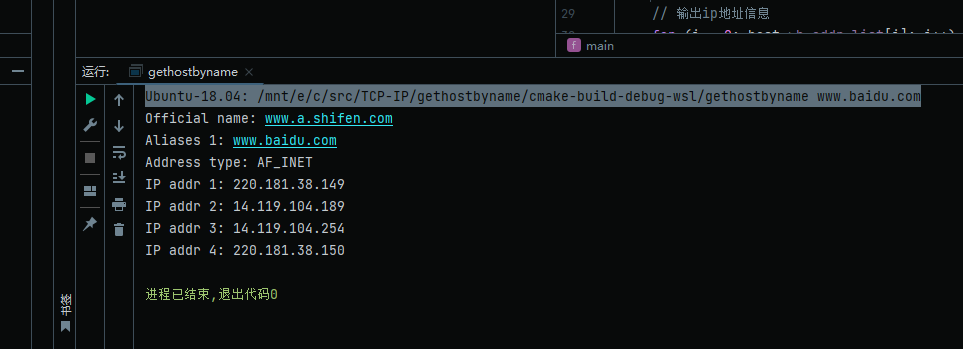 29
// 输出ip地址信息
main
运行:
gethostbyname
Ubuntu-18.04: /mnt/e/c/src/TCP-IP/gethostbyname/cmake-build-debug-wsl/gethostbyname www.baidu.com
Official name: www.a.shifen.com
Aliases 1: www.baidu.com
Address type: AF_INET
IP addr 1: 220.181.38.149
IP addr 2: 14.119.104.189
IP addr 3: 14.119.104.254
IP addr 4: 220.181.38.150
进程已结束,退出代码0
书签